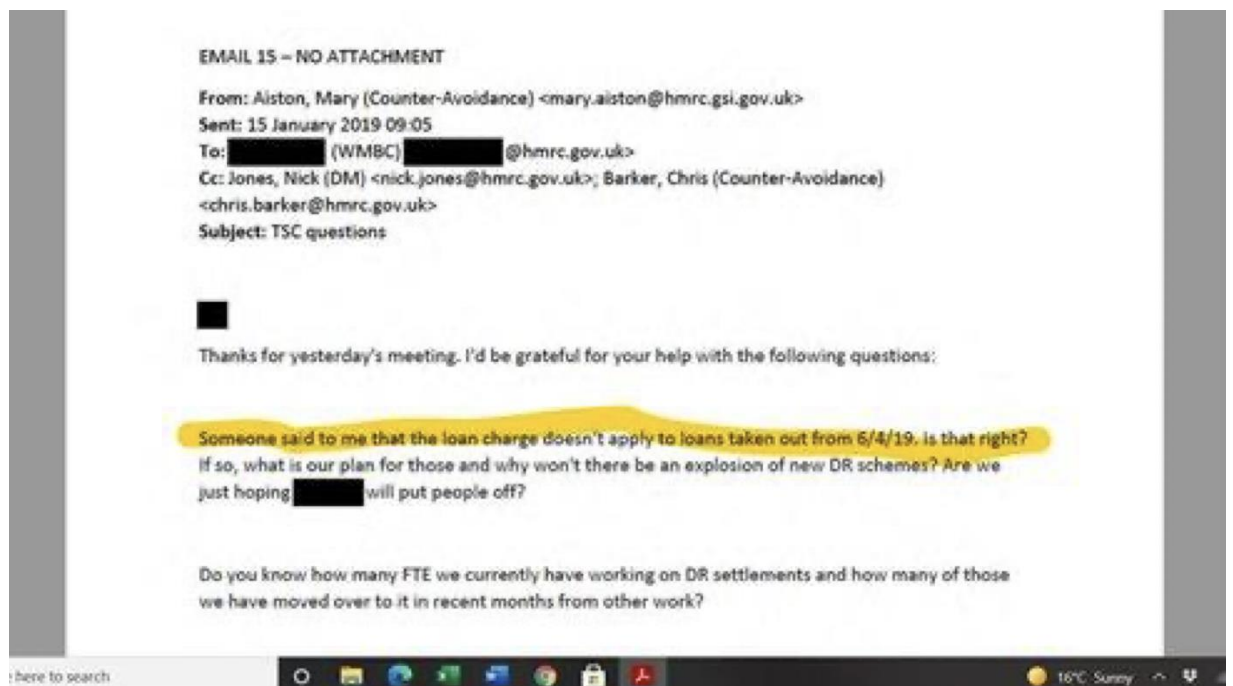 EMAIL 15 – NO ATTACHMENT
From: Aiston, Mary (Counter-Avoidance) <mary.aiston@hmrc.gsi.gov.uk>
Sent: 15 January 2019 09:05
To: (WMBC) @hmrc.gov.uk>
Cc: Jones, Nick (DM) <nick.jones@hmrc.gov.uk>; Barker, Chris (Counter-Avoidance)
<chris.barker@hmrc.gov.uk>
Subject: TSC questions
Thanks for yesterday's meeting. I'd be grateful for your help with the following questions:
Someone said to me that the loan charge doesn't apply to loans taken out from 6/4/19. Is that right?
If so, what is our plan for those and why won't there be an explosion of new DR schemes? Are we
just hoping will put people off?
Do you know how many FTE we currently have working on DR settlements and how many of those
we have moved over to it in recent months from other work?
here to search 16°C Sunny